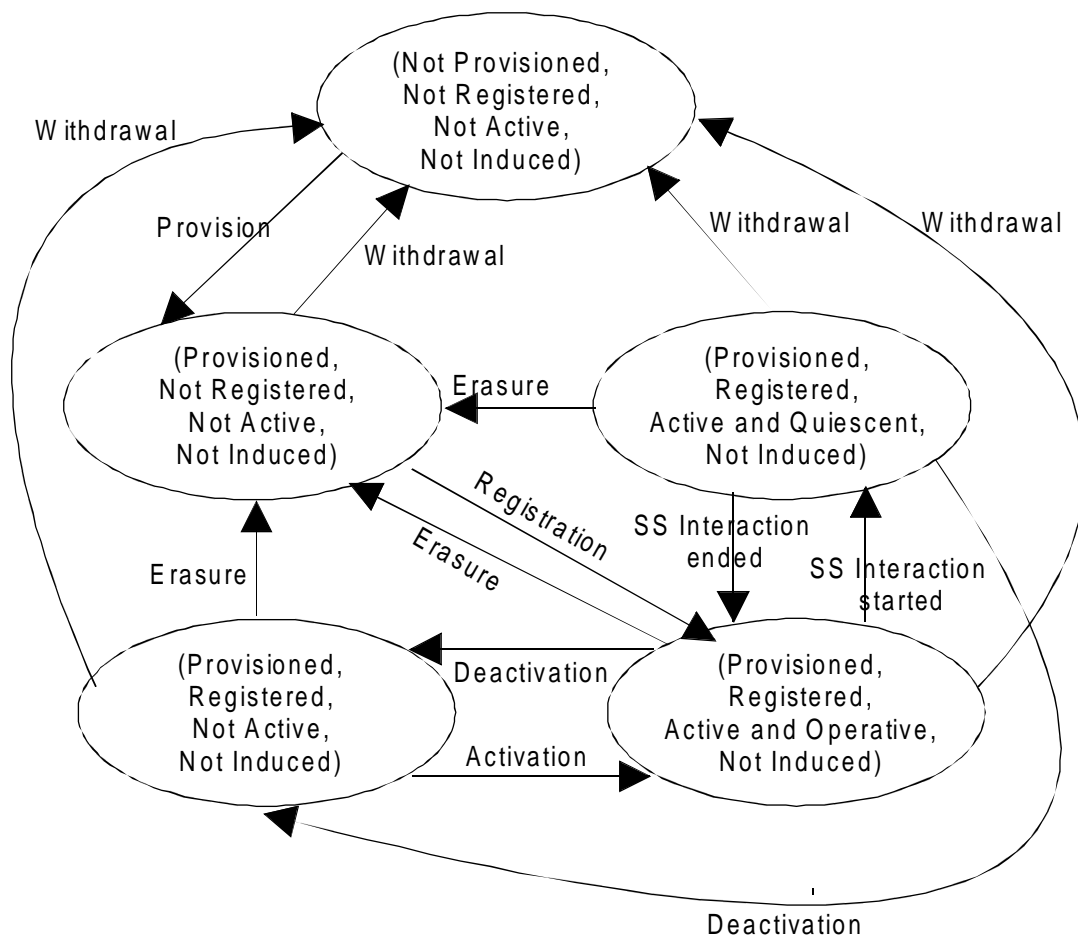 (Not Provisioned,
Not Registered,
Not Active,
Not Induced)
Withdrawal
Provision
Withdrawal
Withdrawal
Withdrawal
(Provisioned,
Not Registered,
Not Active,
Not Induced)
Erasure
(Provisioned,
Registered,
Active and Quiescent,
Not Induced)
Registration
Erasure
SS Interaction
ended
SS Interaction
started
Erasure
(Provisioned,
Registered,
Not Active,
Not Induced)
Deactivation
Activation
(Provisioned,
Registered,
Active and Operative,
Not Induced)
Deactivation